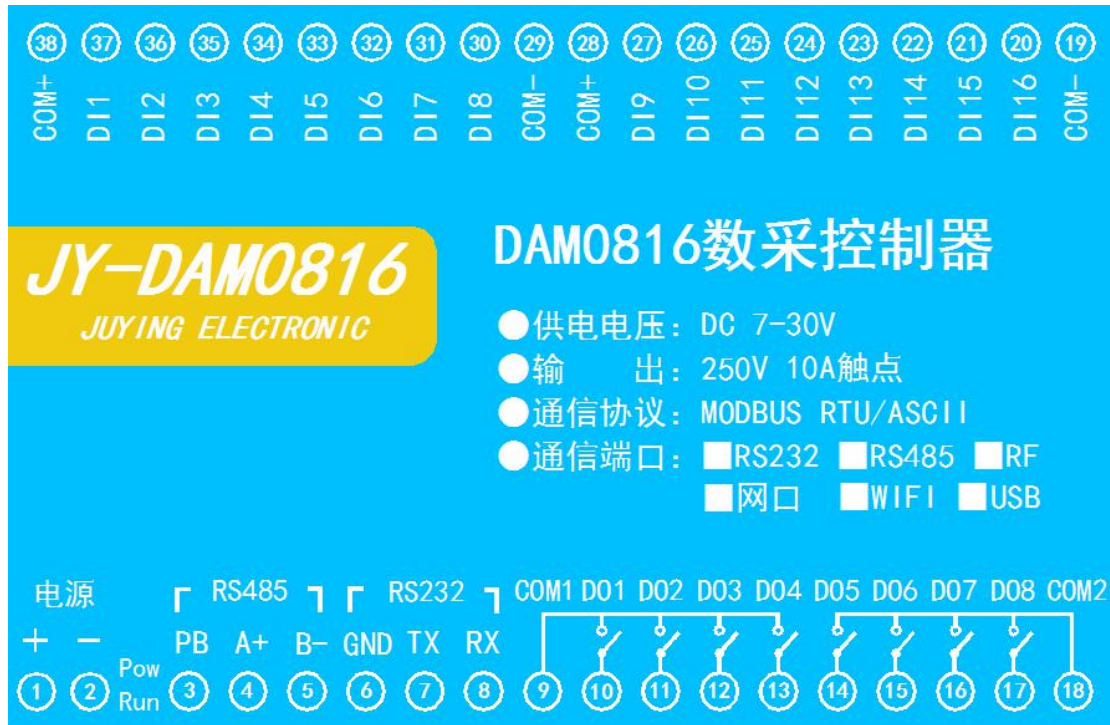 38 37 36 35 34 33 32 31 30 29 28 27 26 25 24 23 22 21 20 19
COM+ DI1 DI2 DI3 DI4 DI5 DI6 DI7 DI8 COM- COM+ DI9 DI10 DI11 DI12 DI13 DI14 DI15 DI16 COM-
JY-DAM0816
JUYING ELECTRONIC
DAM0816数采控制器
●供电电压: DC 7-30V
●输 出: 250V 10A触点
●通信协议: MODBUS RTU/ASCII
●通信端口: ■RS232 ■RS485 ■RF
■网口 ■WIFI ■USB
电源 RS485 RS232 COM1 DO1 DO2 DO3 DO4 DO5 DO6 DO7 DO8 COM2
+ - PB A+ B- GND TX RX
Pow
Run
1 2 3 4 5 6 7 8 9 10 11 12 13 14 15 16 17 18